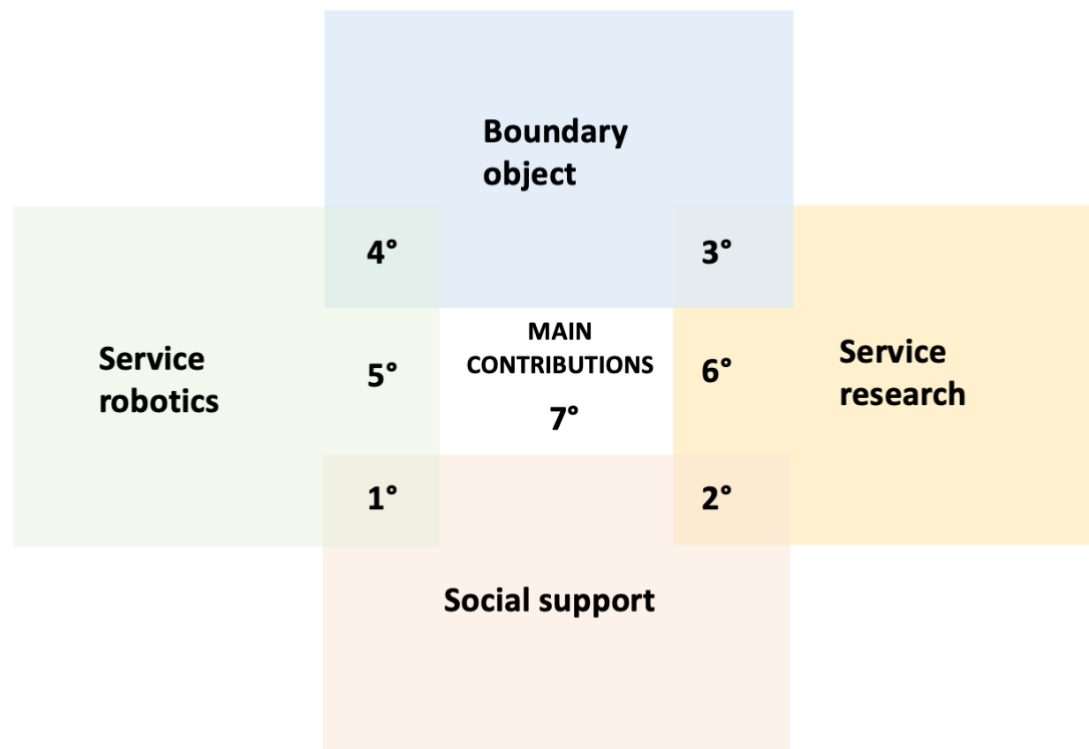 Boundary
object
4°
3°
MAIN
CONTRIBUTIONS
Service
robotics
5°
6°
Service
research
7°
1°
2°
Social support